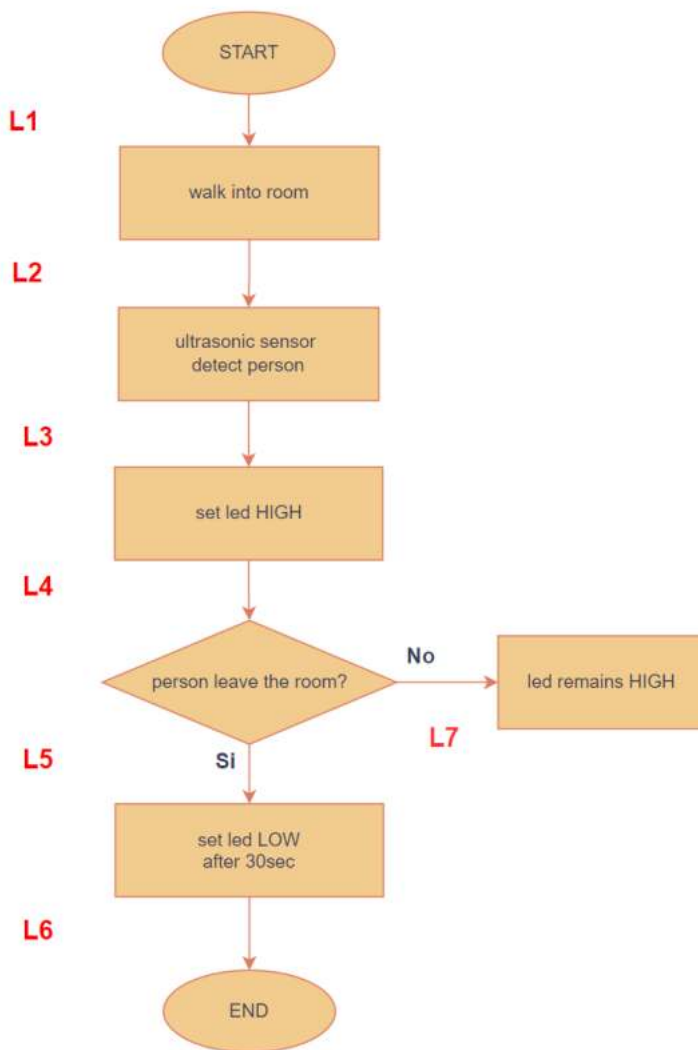 START
L1
walk into room
L2
ultrasonic sensor
detect person
L3
set led HIGH
L4
person leave the room?
No
led remains HIGH
L7
L5
Si
set led LOW
after 30sec
L6
END